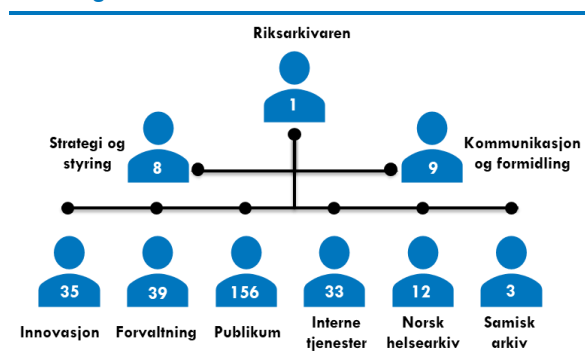 Riksarkivaren
1
Strategi og
styring
8
Kommunikasjon
og formidling
9
35
39
156
33
12
3
Innovasjon
Forvaltning
Publikum
Interne
tjenester
Norsk
helsearkiv
Samisk
arkiv